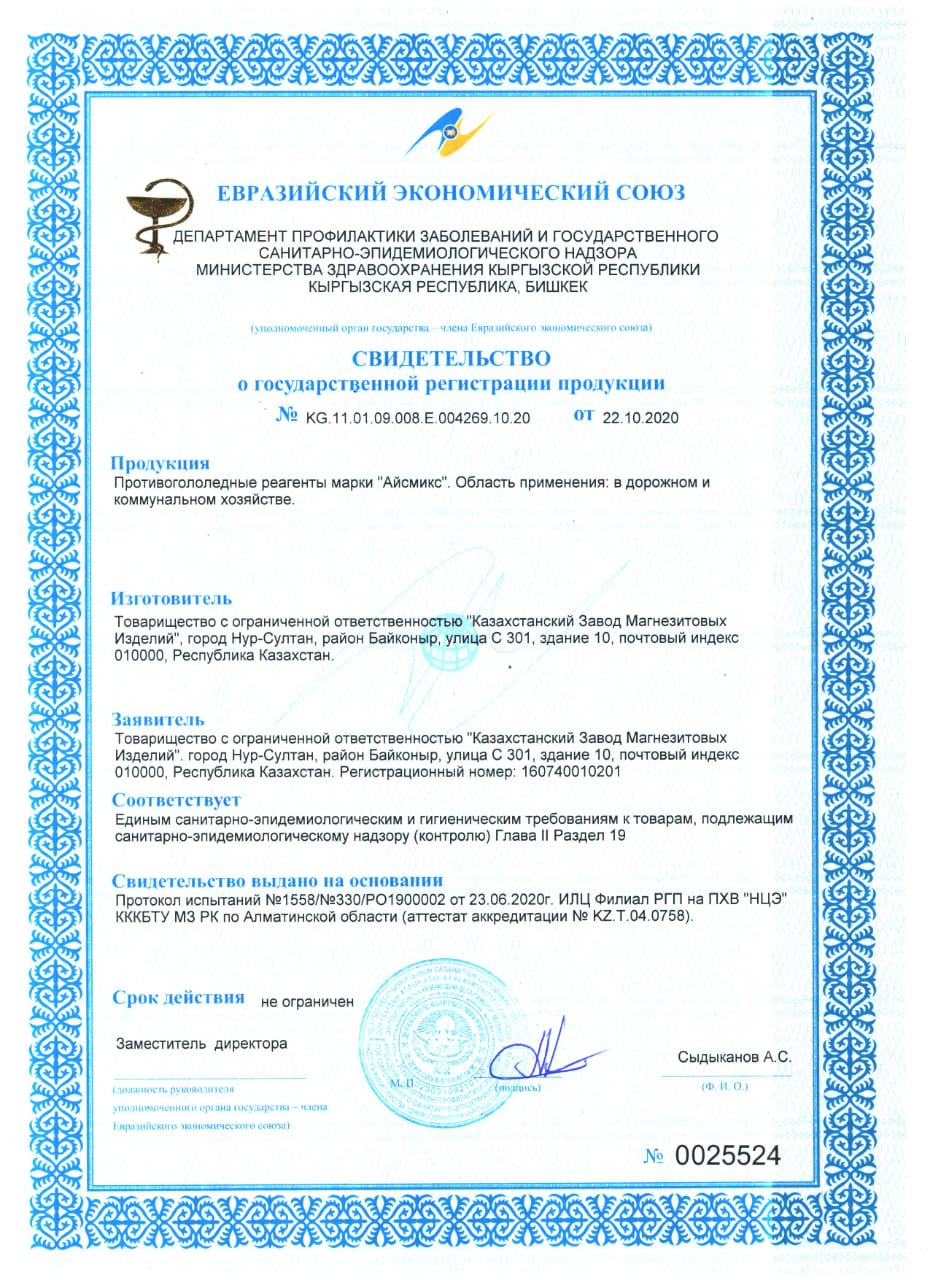 ЕВРАЗИЙСКИЙ ЭКОНОМИЧЕСКИЙ СОЮЗ
ДЕПАРТАМЕНТ ПРОФИЛАКТИКИ ЗАБОЛЕВАНИЙ И ГОСУДАРСТВЕННОГО
САНИТАРНО-ЭПИДЕМИОЛОГИЧЕСКОГО НАДЗОРА
МИНИСТЕРСТВА ЗДРАВООХРАНЕНИЯ КЫРГЫЗСКОЙ РЕСПУБЛИКИ
КЫРГЫЗСКАЯ РЕСПУБЛИКА, БИШКЕК
(уполномоченный орган государства – члена Евразийского экономического союза)
СВИДЕТЕЛЬСТВО
о государственной регистрации продукции
№ KG.11.01.09.008.E.004269.10.20 от 22.10.2020
Продукция
Противогололедные реагенты марки "Айсмикс". Область применения: в дорожном и
коммунальном хозяйстве.
Изготовитель
Товарищество с ограниченной ответственностью "Казахстанский Завод Магнезитовых
Изделий", город Нур-Султан, район Байконыр, улица С 301, здание 10, почтовый индекс
010000, Республика Казахстан.
Заявитель
Товарищество с ограниченной ответственностью "Казахстанский Завод Магнезитовых
Изделий". город Нур-Султан, район Байконыр, улица С 301, здание 10, почтовый индекс
010000, Республика Казахстан. Регистрационный номер: 160740010201
Соответствует
Единым санитарно-эпидемиологическим и гигиеническим требованиям к товарам, подлежащим
санитарно-эпидемиологическому надзору (контролю) Глава II Раздел 19
Свидетельство выдано на основании
Протокол испытаний №1558/№330/РО1900002 от 23.06.2020г. ИЛЦ Филиал РГП на ПХВ "НЦЭ"
КККБТУ МЗ РК по Алматинской области (аттестат аккредитации № KZ.T.04.0758).
Срок действия не ограничен
Заместитель директора
Сыдыканов А.С.
М. П.
(подпись)
(Ф. И. О.)
(должность руководителя
уполномоченного органа государства – члена
Евразийского экономического союза)
№ 0025524